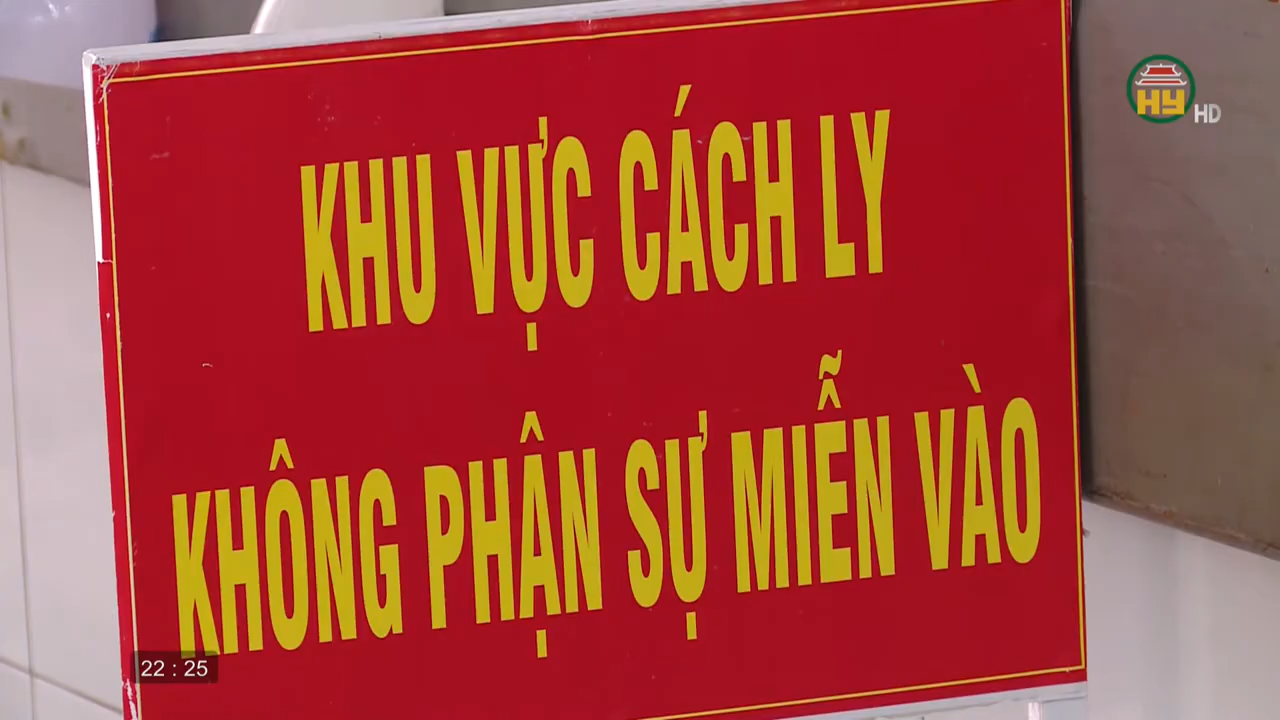 HY HD
KHU VỰC CÁCH LY
KHÔNG PHẬN SỰ MIỄN VÀO
22 : 25